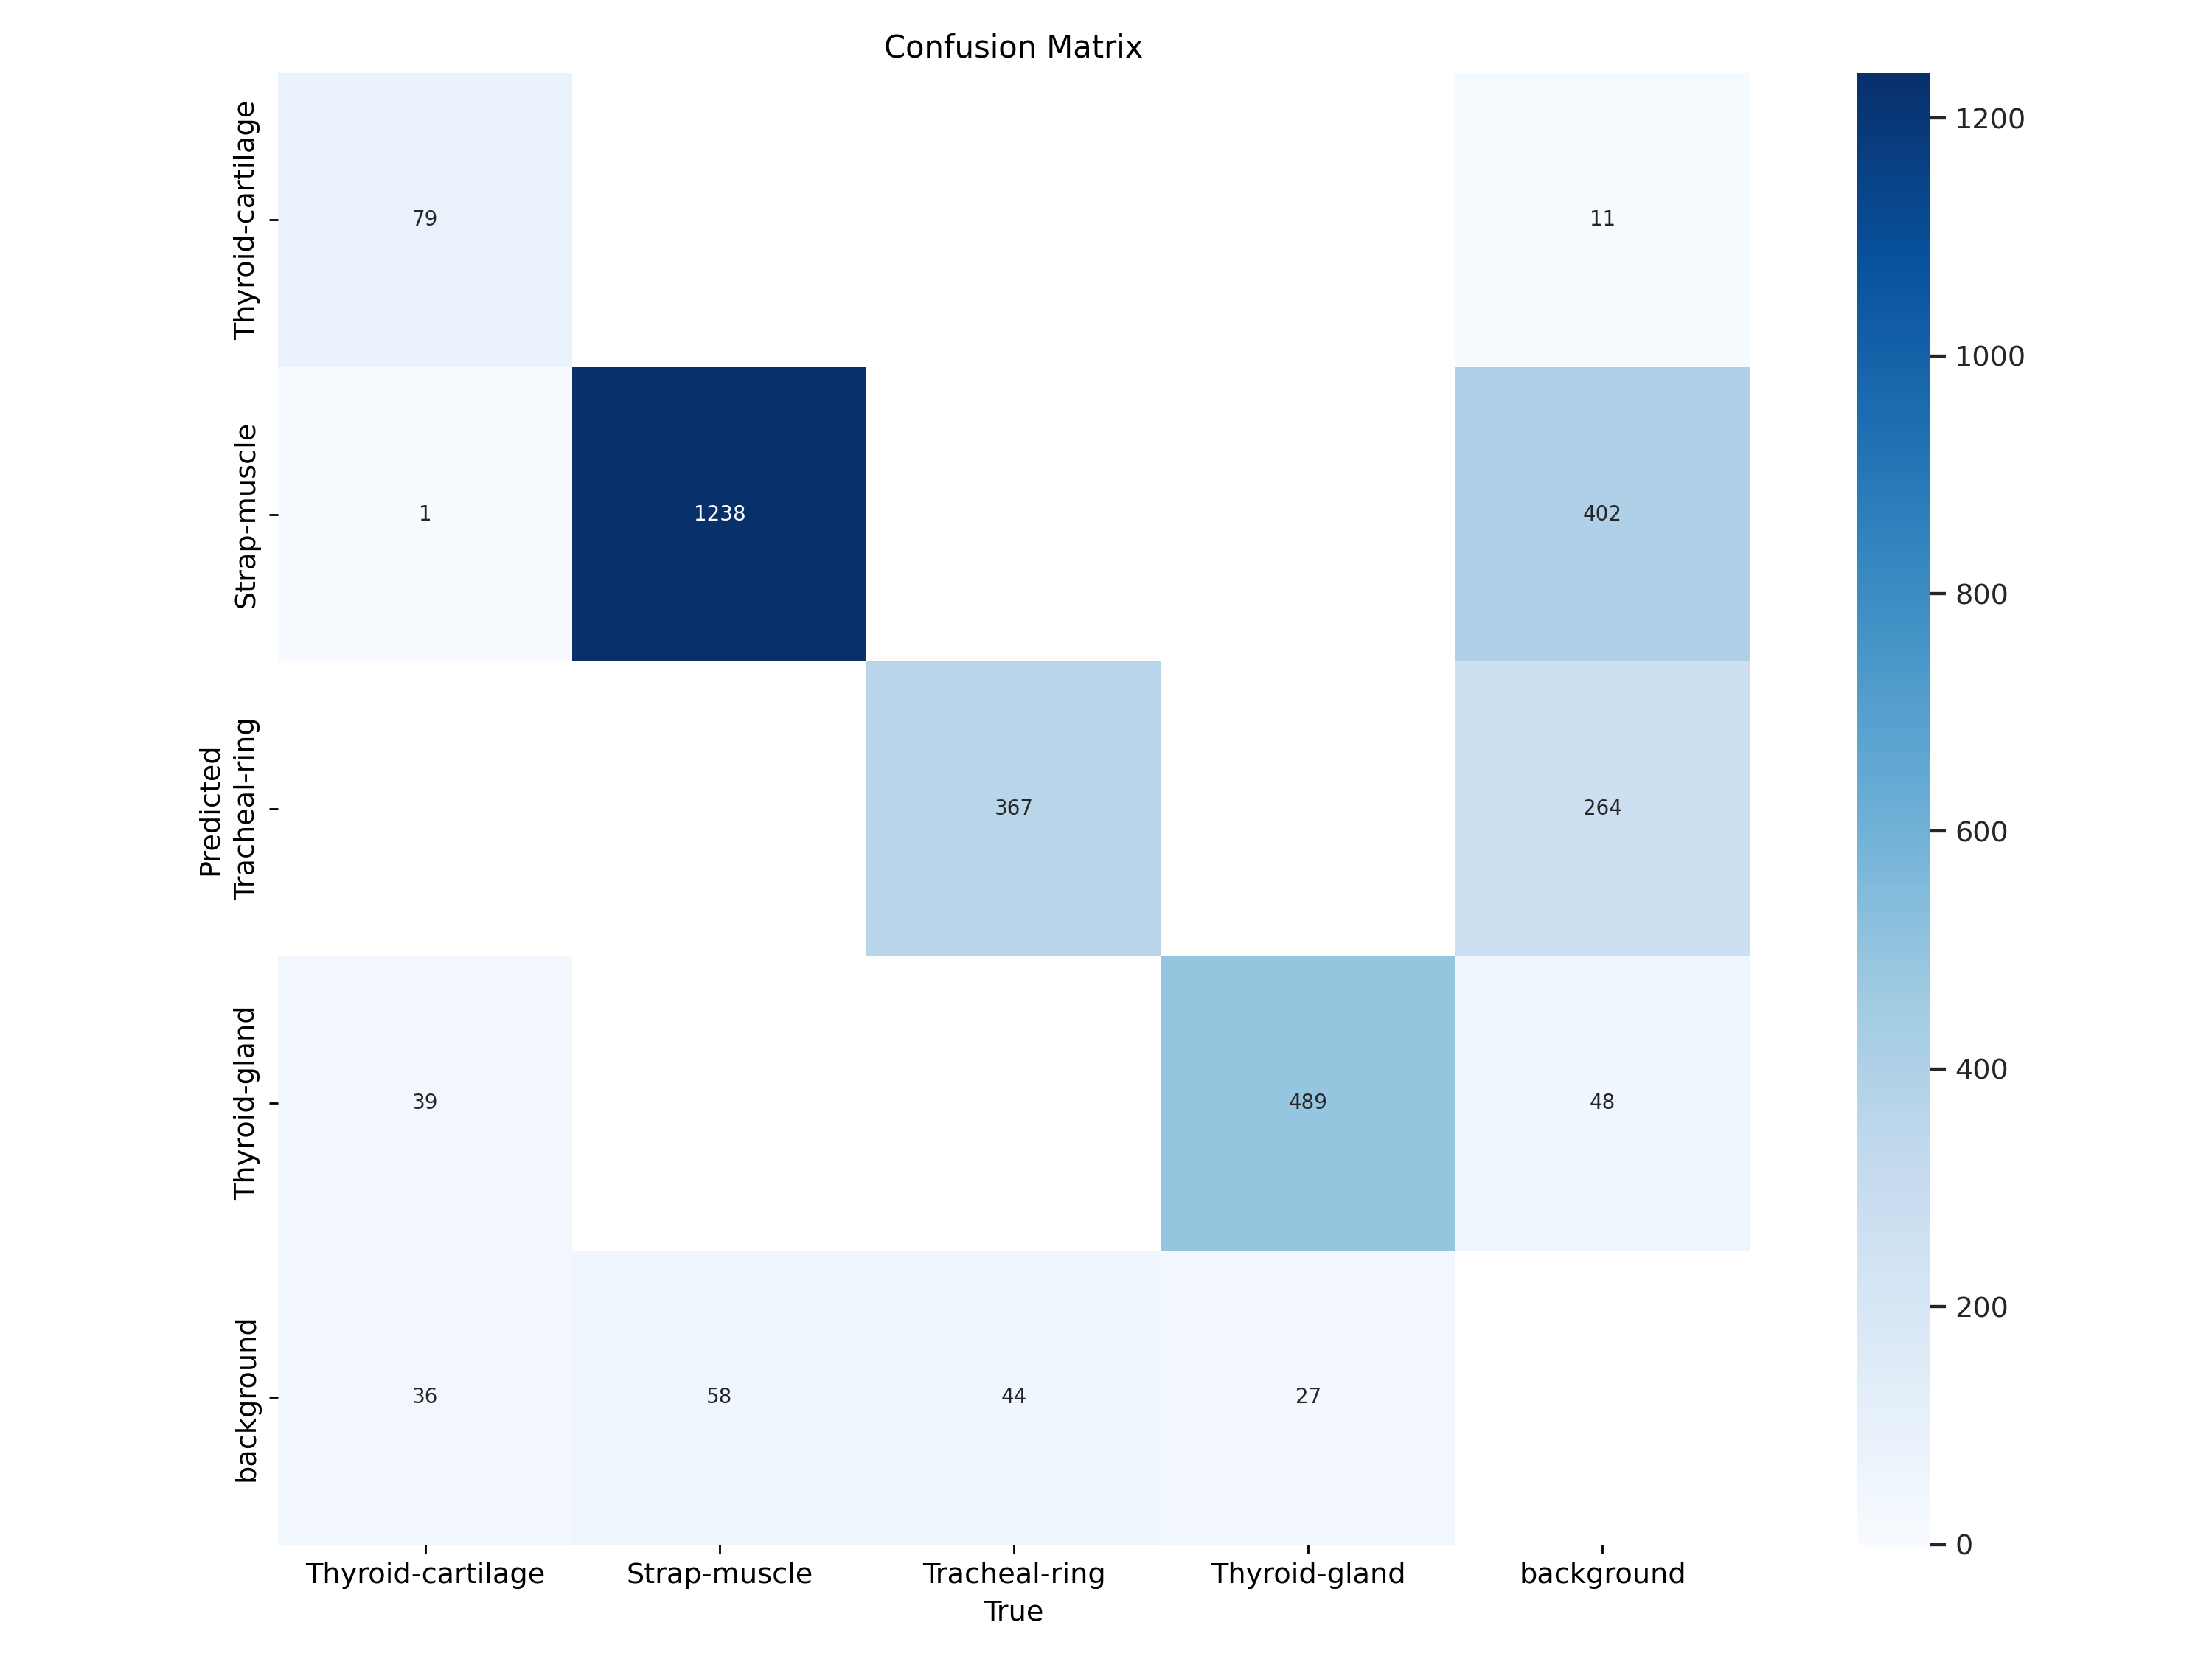 Confusion Matrix
Thyroid-cartilage
79
11
Strap-muscle
1
1238
402
Predicted
Tracheal-ring
367
264
Thyroid-gland
39
489
48
background
36
58
44
27
Thyroid-cartilage
Strap-muscle
Tracheal-ring
Thyroid-gland
background
True
1200
1000
800
600
400
200
0